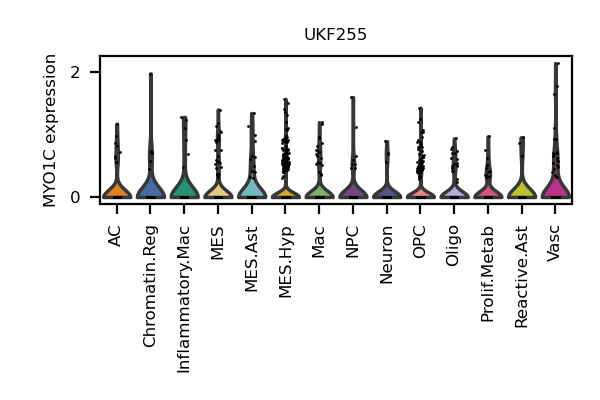 UKF255
MYO1C expression
2
0
AC
Chromatin.Reg
Inflammatory.Mac
MES
MES.Ast
MES.Hyp
Mac
NPC
Neuron
OPC
Oligo
Prolif.Metab
Reactive.Ast
Vasc